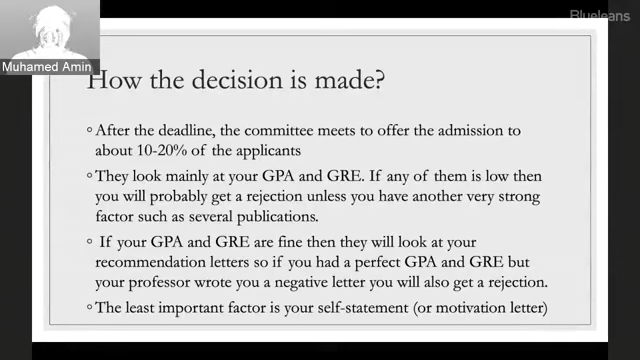 BlueJeans
Muhamed Amin
How the decision is made?
After the deadline, the committee meets to offer the admission to
about 10-20% of the applicants
They look mainly at your GPA and GRE. If any of them is low then
you will probably get a rejection unless you have another very strong
factor such as several publications.
If your GPA and GRE are fine then they will look at your
recommendation letters so if you had a perfect GPA and GRE but
your professor wrote you a negative letter you will also get a rejection.
The least important factor is your self-statement (or motivation letter)